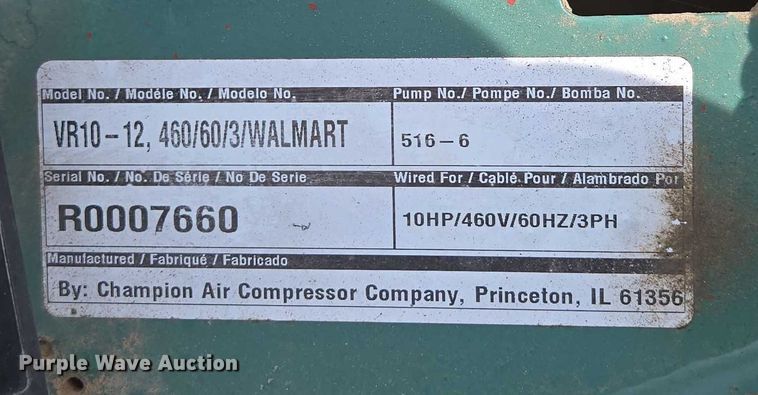 Model No. / Modéle No. / Modelo No.
Pump No./ Pompe No./ Bomba No.
VR10-12, 460/60/3/WALMART
516-6
Serial No. / No. De Série / No De Serie
Wired For / Cablé Pour / Alambrado Por
R0007660
10HP/460V/60HZ/3PH
Manufactured / Fabriqué / Fabricado
By: Champion Air Compressor Company, Princeton, IL 61356
Purple Wave Auction